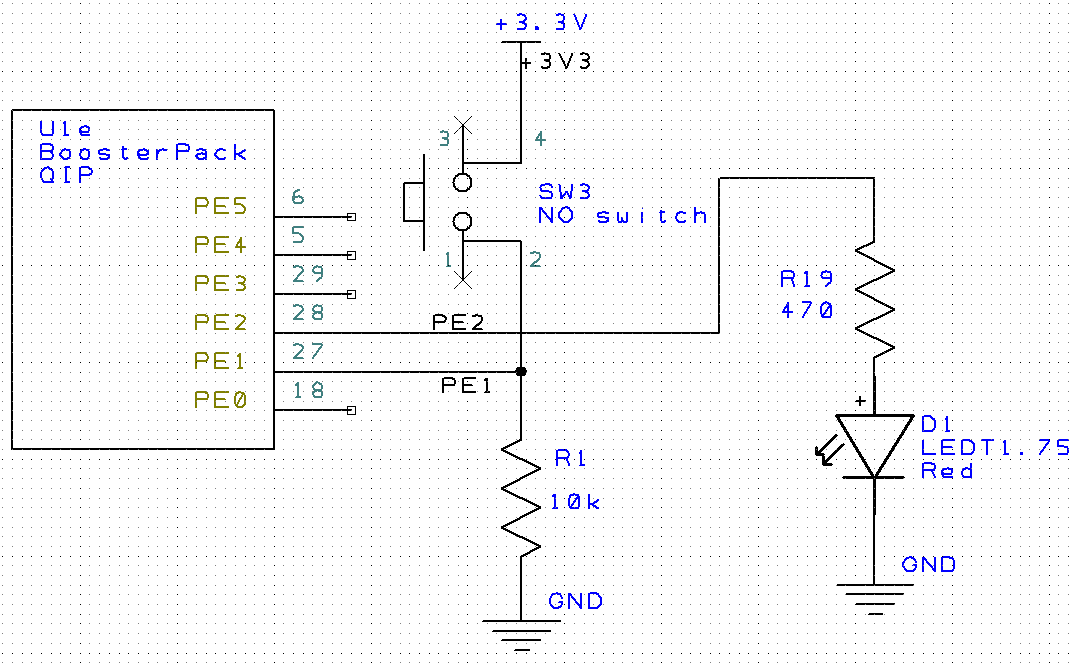 +3.3V
+3V3
U1e
BoosterPack
QIP
3
4
SW3
NO switch
1
2
PE5
6
PE4
5
PE3
29
PE2
28
PE2
PE1
27
PE1
PE0
18
R19
470
+
D1
LEDT1.75
Red
R1
10k
GND
GND